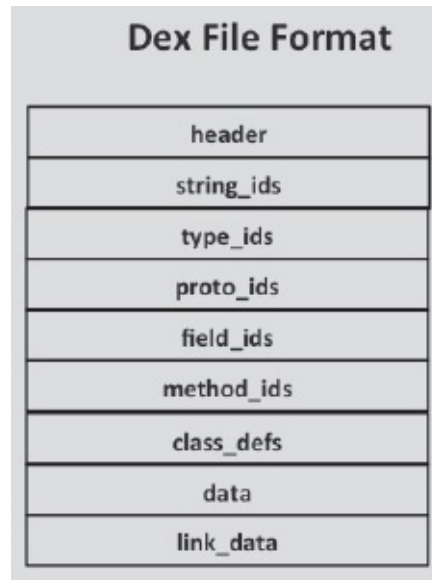 Dex File Format
header
string_ids
type_ids
proto_ids
field_ids
method_ids
class_defs
data
link_data